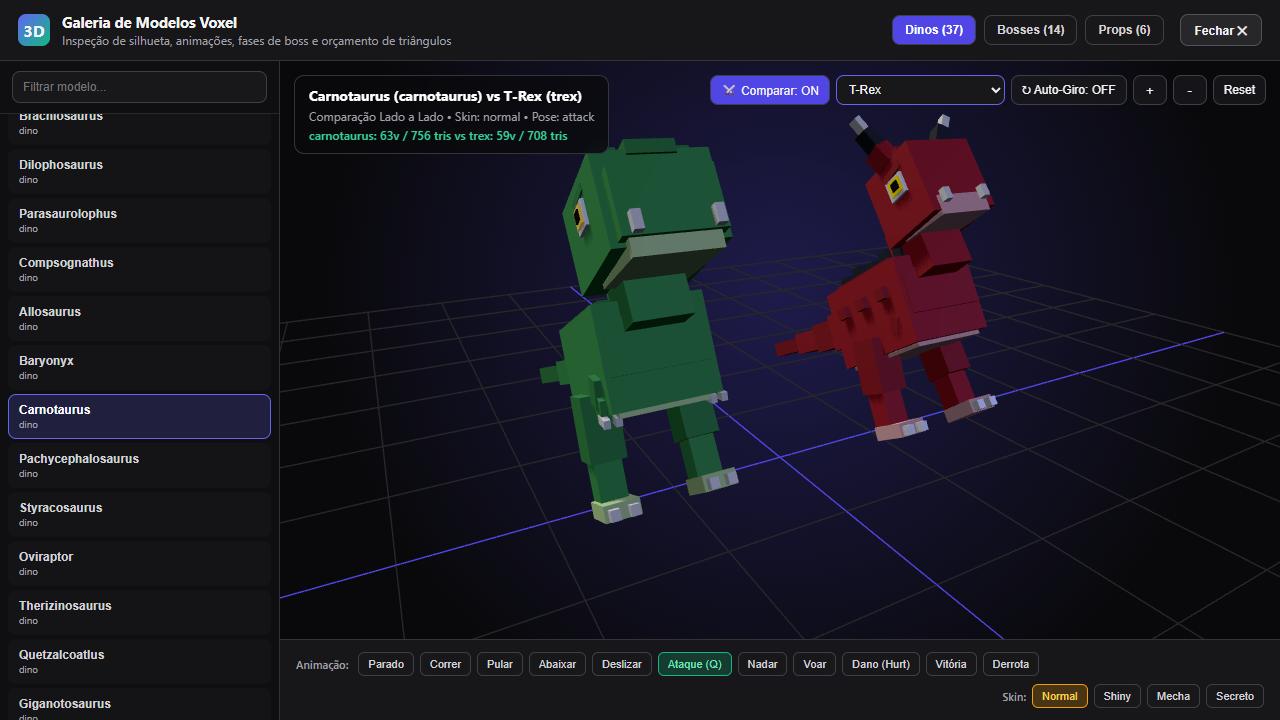 3D
Galeria de Modelos Voxel
Inspeção de silhueta, animações, fases de boss e orçamento de triângulos
Dinos (37)
Bosses (14)
Props (6)
Fechar ✕
Filtrar modelo...
Brachiosaurus
dino
Dilophosaurus
dino
Parasaurolophus
dino
Compsognathus
dino
Allosaurus
dino
Baryonyx
dino
Carnotaurus
dino
Pachycephalosaurus
dino
Styracosaurus
dino
Oviraptor
dino
Therizinosaurus
dino
Quetzalcoatlus
dino
Giganotosaurus
dino
Carnotaurus (carnotaurus) vs T-Rex (trex)
Comparação Lado a Lado • Skin: normal • Pose: attack
carnotaurus: 63v / 756 tris vs trex: 59v / 708 tris
⚔️ Comparar: ON
T-Rex
↻ Auto-Giro: OFF
+
-
Reset
Animação:
Parado
Correr
Pular
Abaixar
Deslizar
Ataque (Q)
Nadar
Voar
Dano (Hurt)
Vitória
Derrota
Skin:
Normal
Shiny
Mecha
Secreto